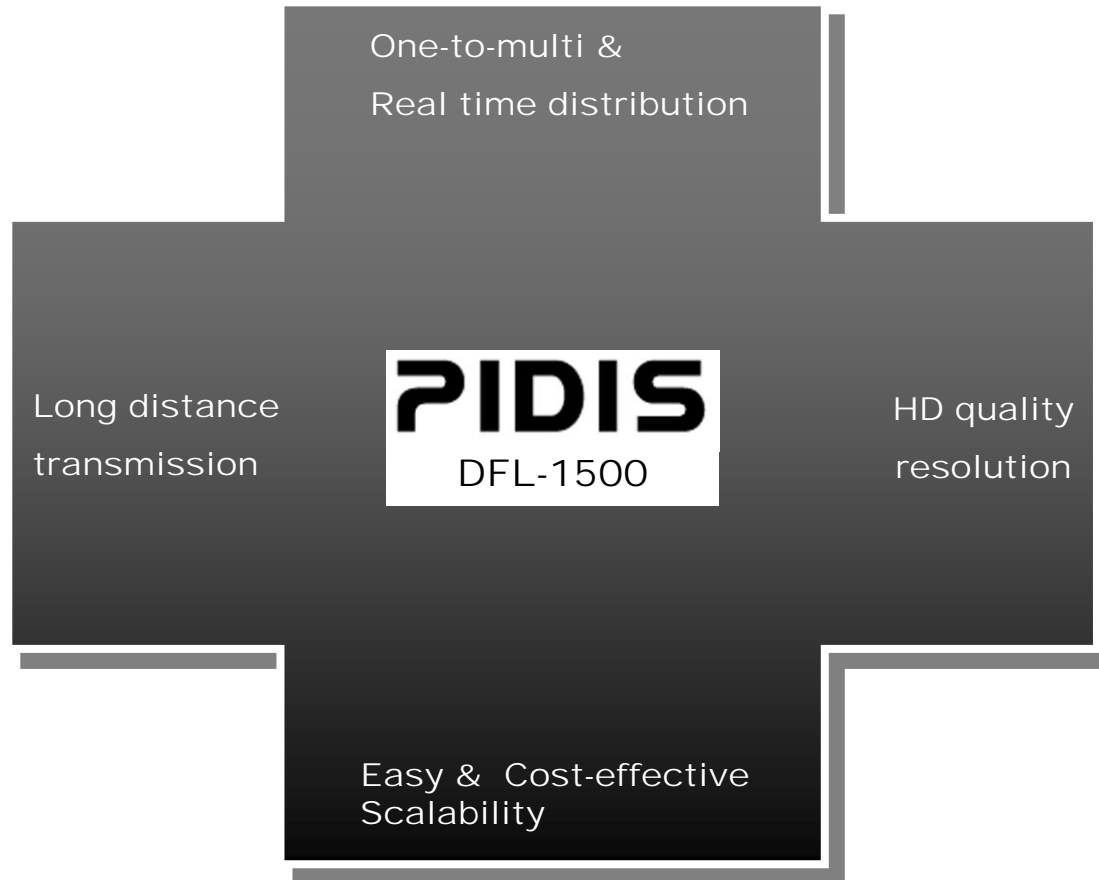 One-to-multi &
Real time distribution
Long distance
transmission
PIDIS
DFL-1500
HD quality
resolution
Easy & Cost-effective
Scalability